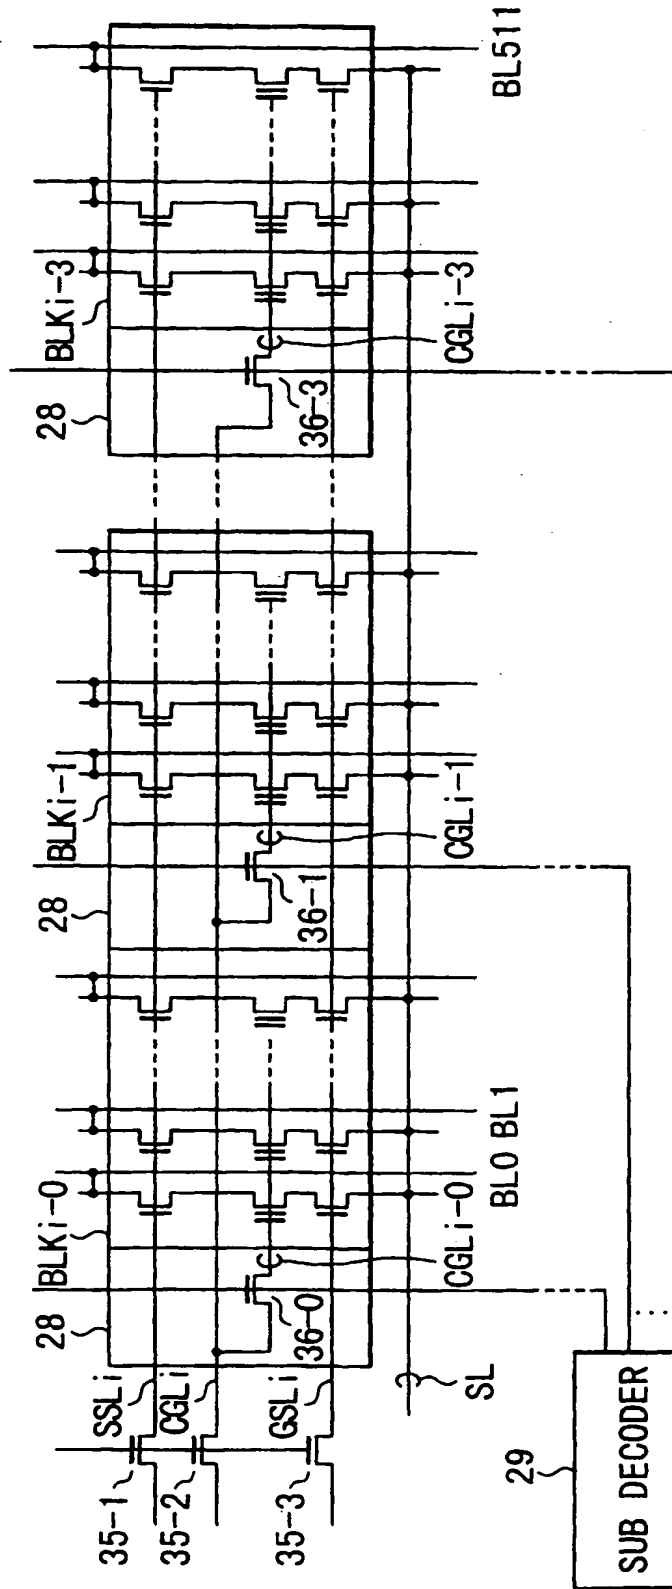 BL511
BLKi-3
CGLi-3
28
36-3
BLKi-1
CGLi-1
28
36-1
BL0 BL1
BLKi-0
CGLi-0
28
36-0
SSLi
CGLi
GSLi
SL
35-1
35-2
35-3
29
SUB DECODER